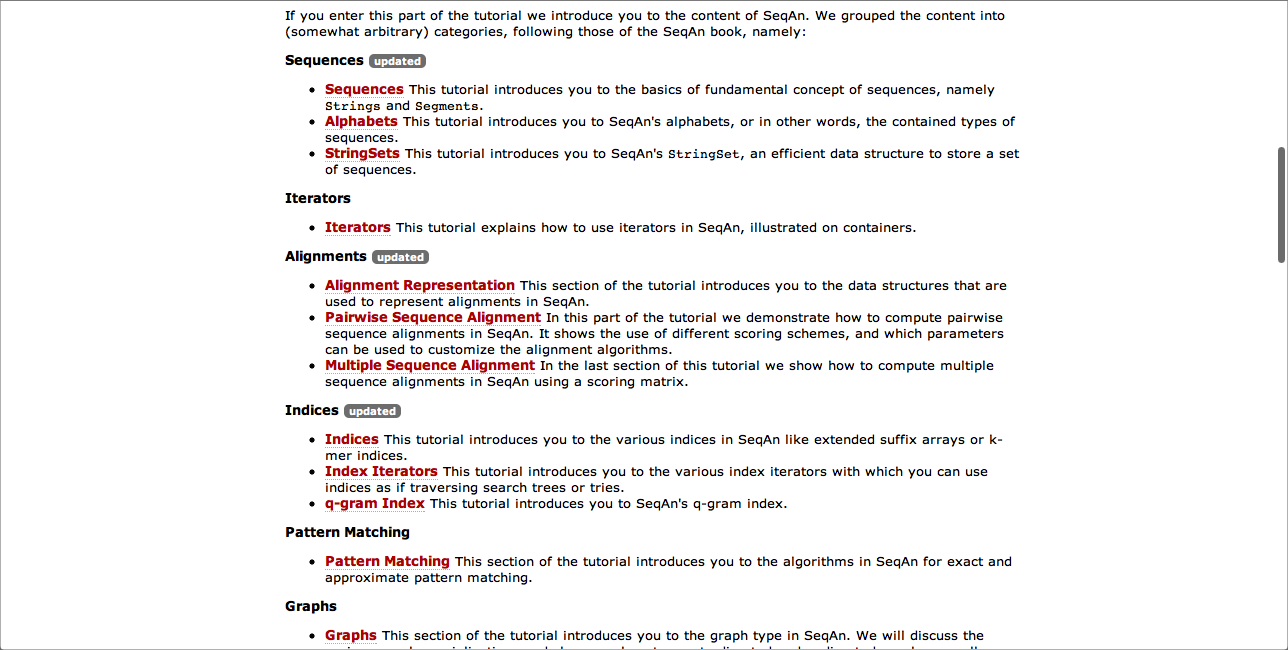 If you enter this part of the tutorial we introduce you to the content of SeqAn. We grouped the content into
(somewhat arbitrary) categories, following those of the SeqAn book, namely:
Sequences updated
• Sequences This tutorial introduces you to the basics of fundamental concept of sequences, namely
Strings and Segments.
• Alphabets This tutorial introduces you to SeqAn's alphabets, or in other words, the contained types of
sequences.
• StringSets This tutorial introduces you to SeqAn's StringSet, an efficient data structure to store a set
of sequences.
Iterators
• Iterators This tutorial explains how to use iterators in SeqAn, illustrated on containers.
Alignments updated
• Alignment Representation This section of the tutorial introduces you to the data structures that are
used to represent alignments in SeqAn.
• Pairwise Sequence Alignment In this part of the tutorial we demonstrate how to compute pairwise
sequence alignments in SeqAn. It shows the use of different scoring schemes, and which parameters
can be used to customize the alignment algorithms.
• Multiple Sequence Alignment In the last section of this tutorial we show how to compute multiple
sequence alignments in SeqAn using a scoring matrix.
Indices updated
• Indices This tutorial introduces you to the various indices in SeqAn like extended suffix arrays or k-
mer indices.
• Index Iterators This tutorial introduces you to the various index iterators with which you can use
indices as if traversing search trees or tries.
• q-gram Index This tutorial introduces you to SeqAn's q-gram index.
Pattern Matching
• Pattern Matching This section of the tutorial introduces you to the algorithms in SeqAn for exact and
approximate pattern matching.
Graphs
• Graphs This section of the tutorial introduces you to the graph type in SeqAn. We will discuss the